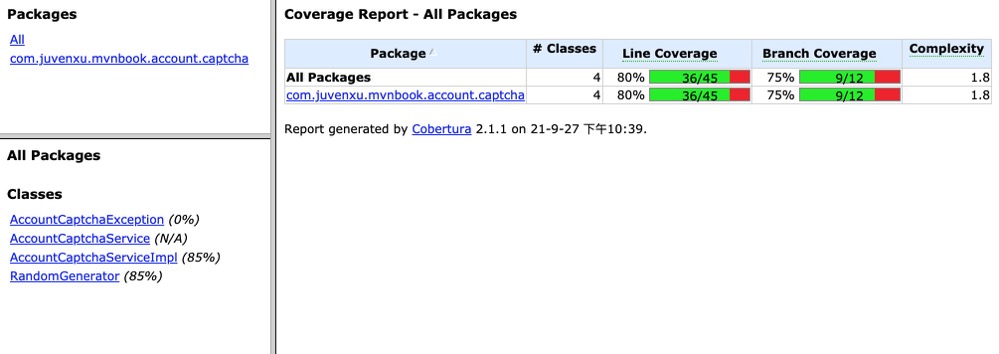 Packages
All
com.juvenxu.mvnbook.account.captcha
All Packages
Classes
AccountCaptchaException (0%)
AccountCaptchaService (N/A)
AccountCaptchaServiceImpl (85%)
RandomGenerator (85%)
Coverage Report - All Packages
Package # Classes Line Coverage Branch Coverage Complexity
All Packages 4 80% 36/45 75% 9/12 1.8
com.juvenxu.mvnbook.account.captcha 4 80% 36/45 75% 9/12 1.8
Report generated by Cobertura 2.1.1 on 21-9-27 下午10:39.